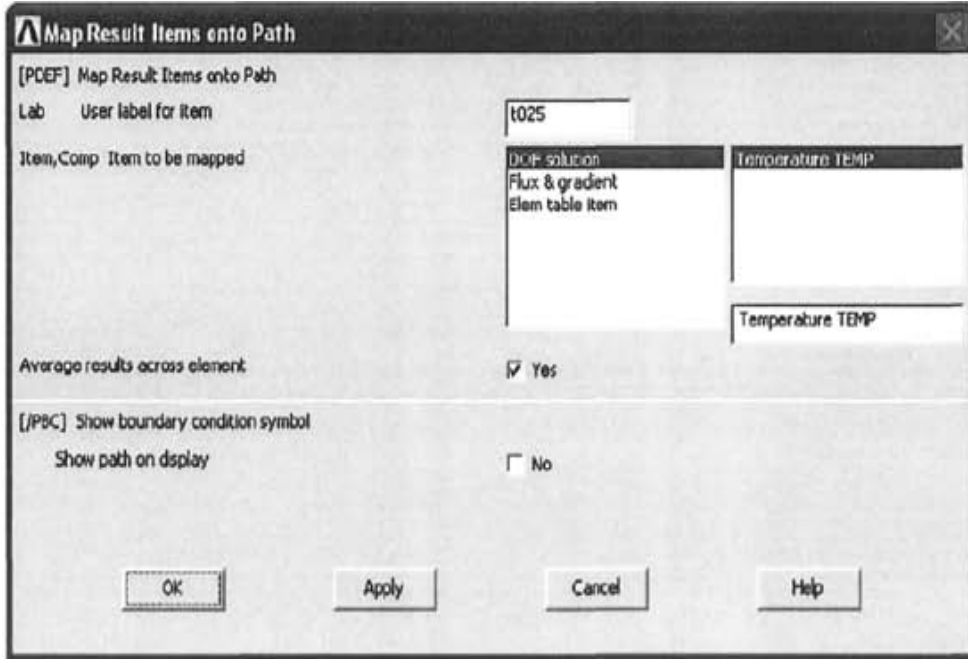 Map Result Items onto Path
[PDEF] Map Result Items onto Path
Lab User label for item
t025
Item,Comp Item to be mapped
DOF solution
Flux & gradient
Elem table item
Temperature TEMP
Temperature TEMP
Average results across element
Yes
[/PBC] Show boundary condition symbol
Show path on display
No
OK
Apply
Cancel
Help